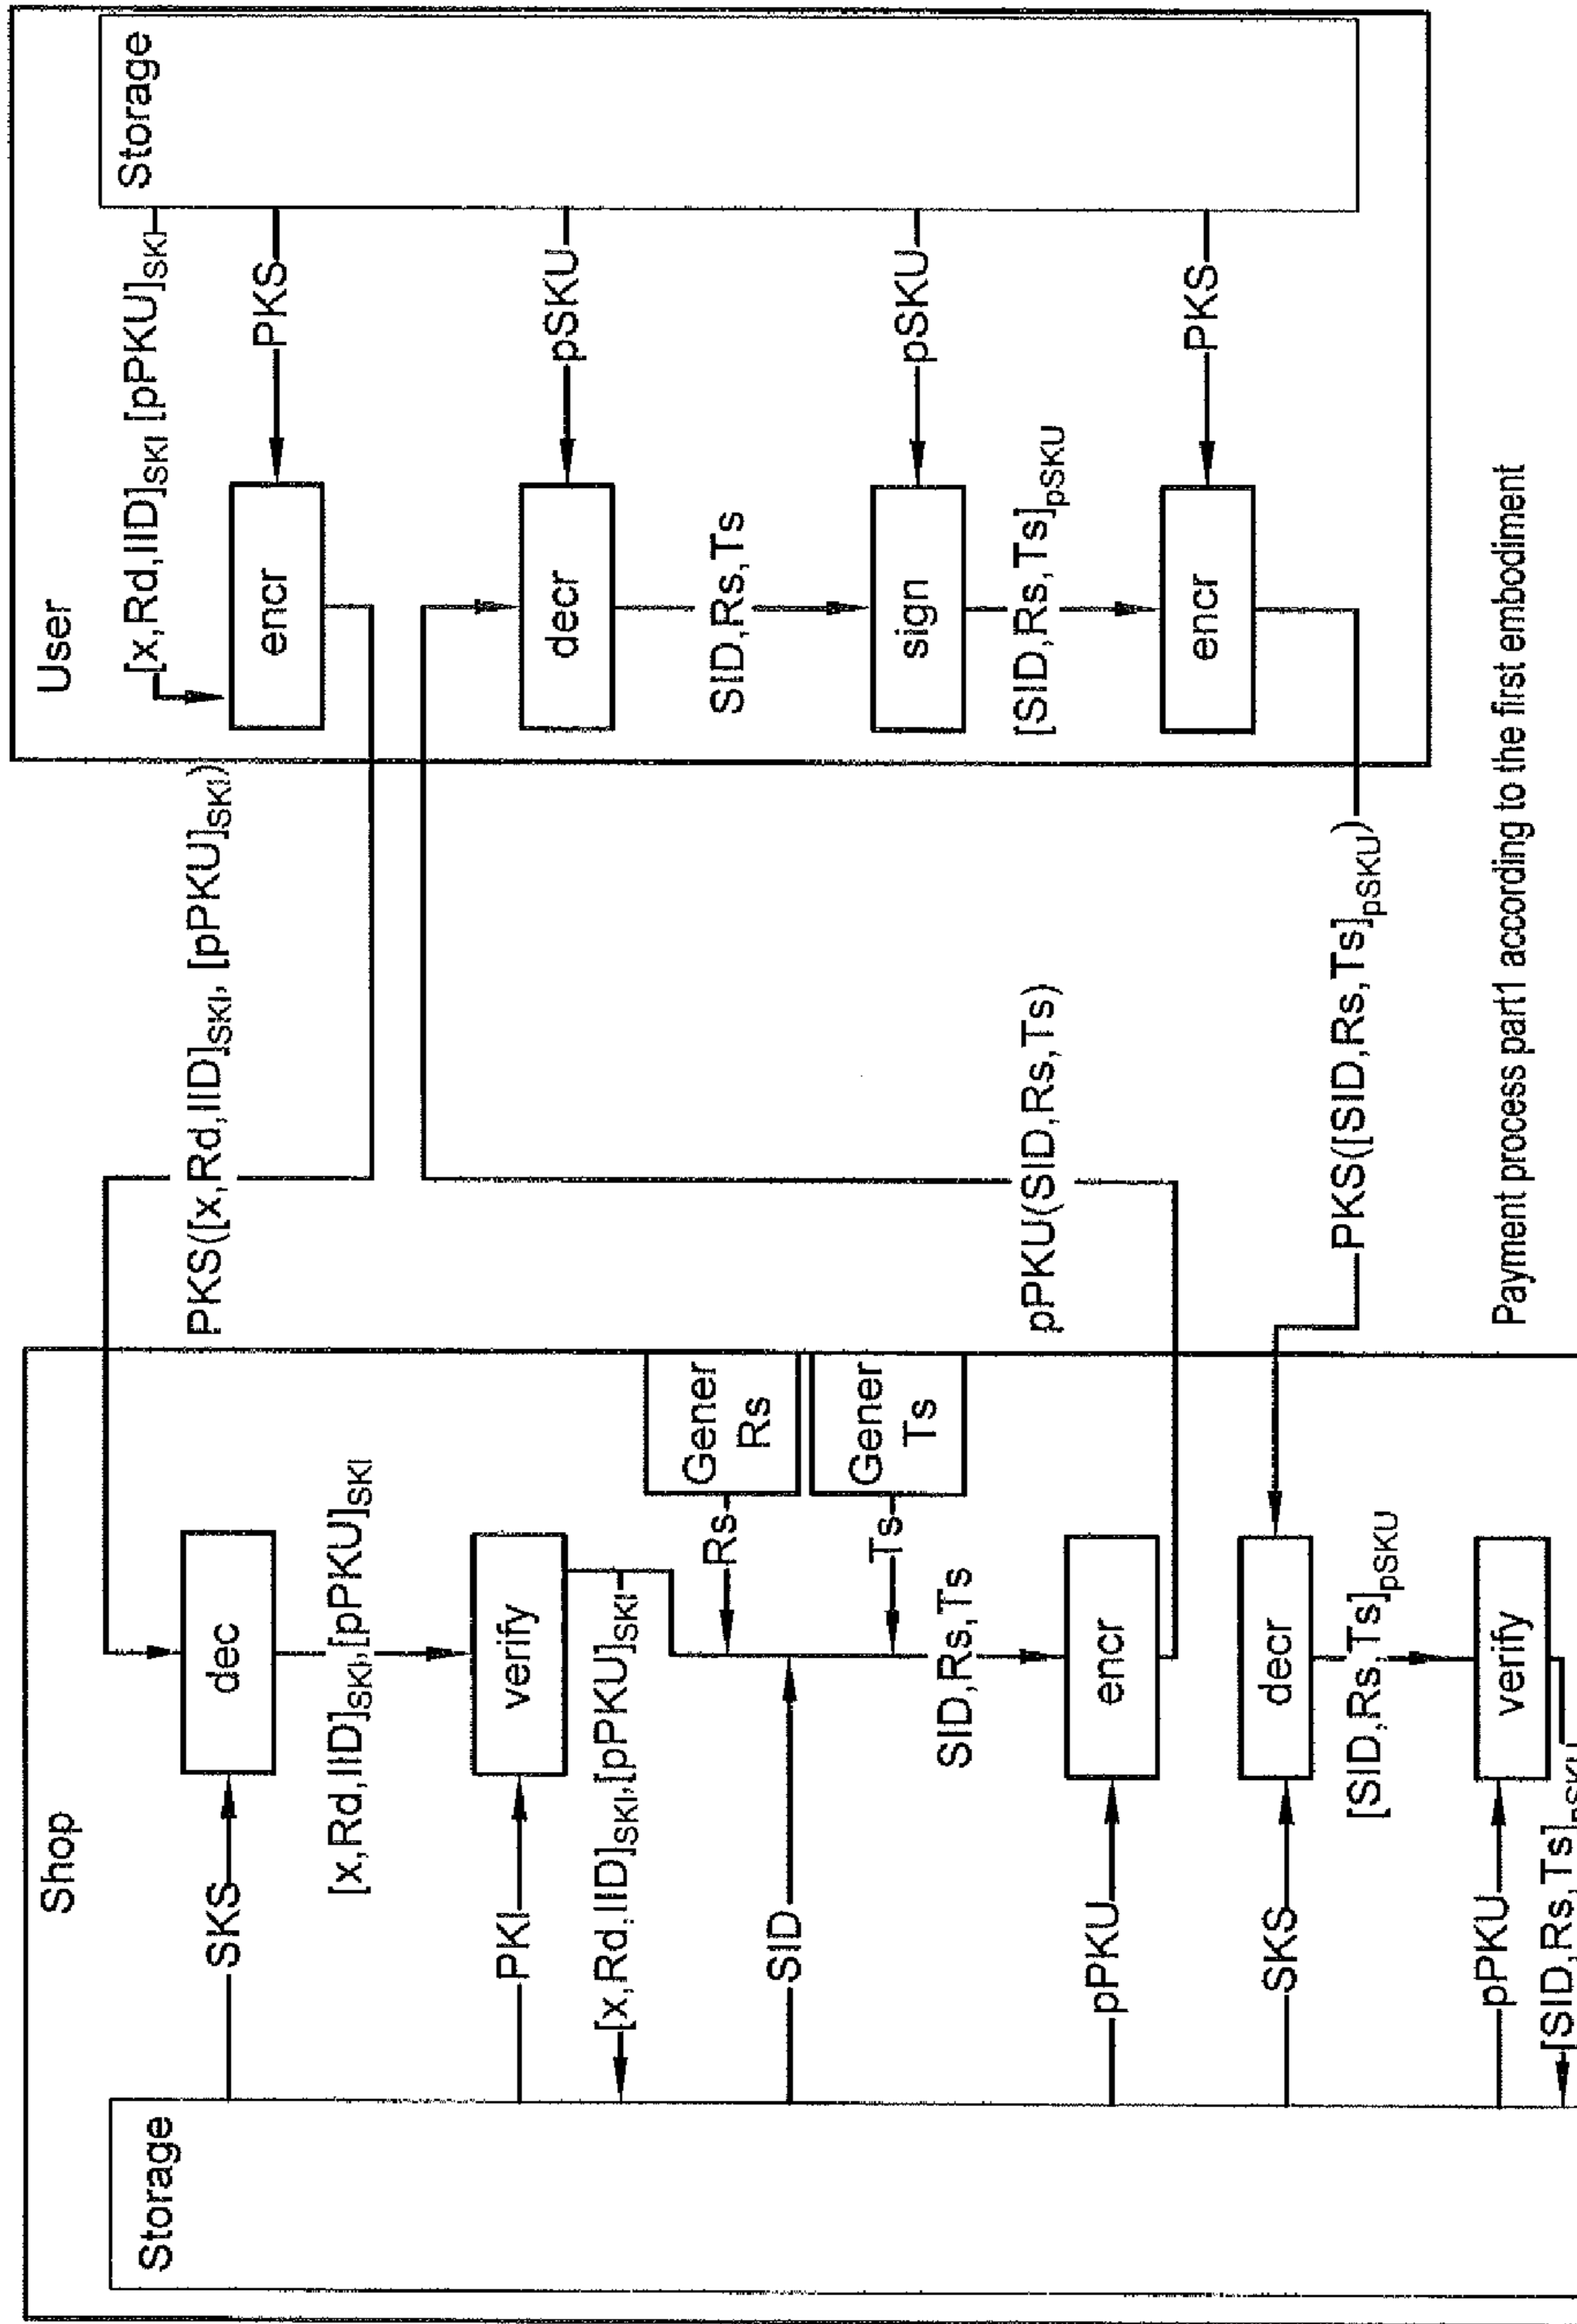 Shop
Storage
SKS
dec
[x,Rd,IID]SKI,[pPKU]SKI
PKI
verify
[x,Rd,IID]SKI,[pPKU]SKI
Gener
Rs
Rs
SID
Gener
Ts
Ts
SID,Rs,Ts
pPKU
encr
SKS
decr
[SID,Rs,Ts]pSKU
pPKU
verify
[SID,Rs,Ts]pSKU
PKS([x,Rd,IID]SKI, [pPKU]SKI)
pPKU(SID,Rs,Ts)
PKS([SID,Rs,Ts]pSKU)
User
Storage
[x,Rd,IID]SKI [pPKU]SKI
encr
PKS
decr
pSKU
SID,Rs,Ts
sign
pSKU
[SID,Rs,Ts]pSKU
encr
PKS
Payment process part1 according to the first embodiment